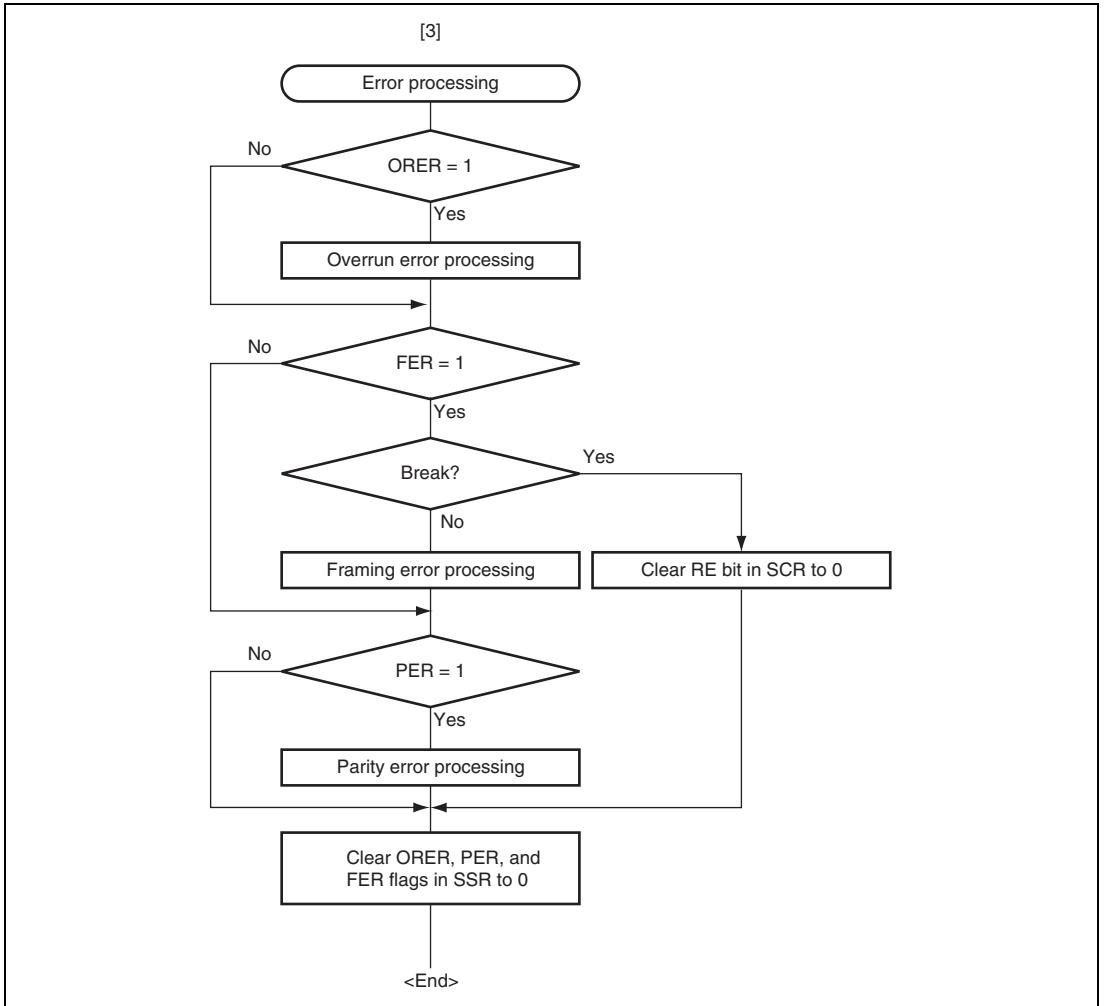 [3]
Error processing
No
ORER = 1
Yes
Overrun error processing
No
FER = 1
Yes
Break?
Yes
No
Framing error processing
Clear RE bit in SCR to 0
No
PER = 1
Yes
Parity error processing
Clear ORER, PER, and
FER flags in SSR to 0
<End>